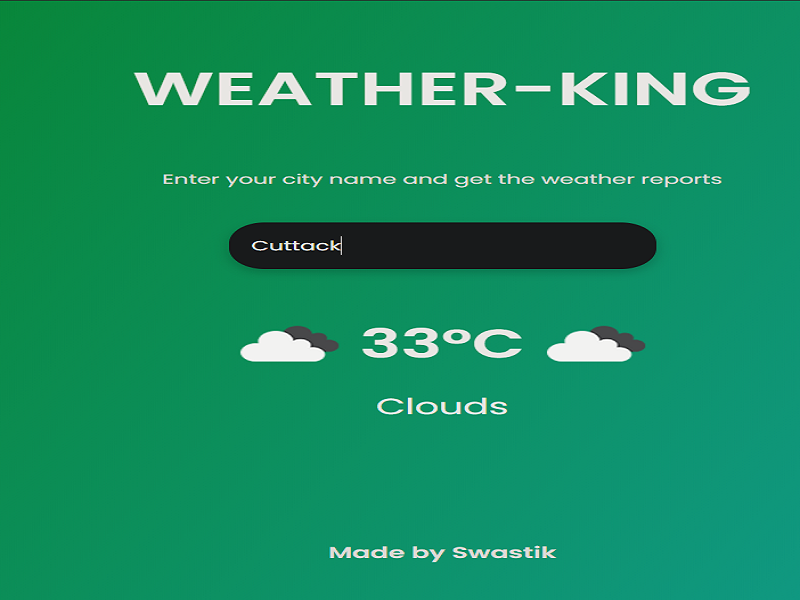 WEATHER-KING
Enter your city name and get the weather reports
Cuttack
33°C
Clouds
Made by Swastik